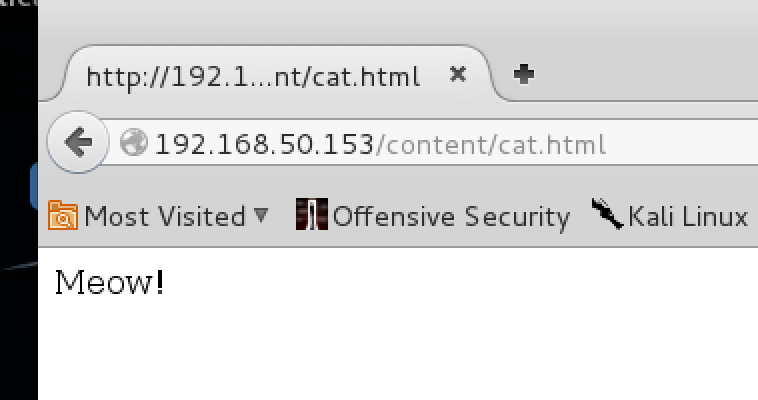 http://192.1...nt/cat.html
192.168.50.153/content/cat.html
Most Visited Offensive Security Kali Linux
Meow!